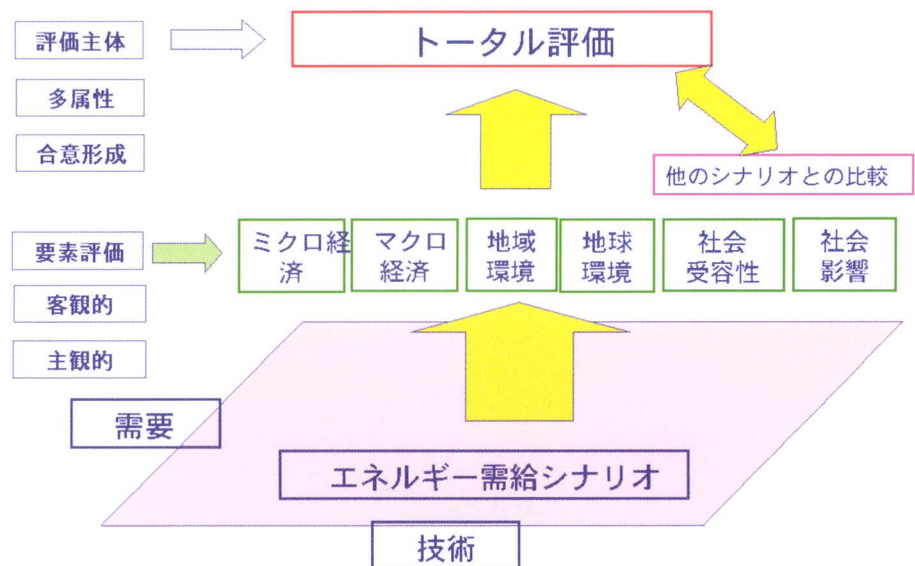 評価主体
トータル評価
多属性
合意形成
他のシナリオとの比較
要素評価
ミクロ経
済
マクロ
経済
地域
環境
地球
環境
社会
受容性
社会
影響
客観的
主観的
需要
エネルギー需給シナリオ
技術